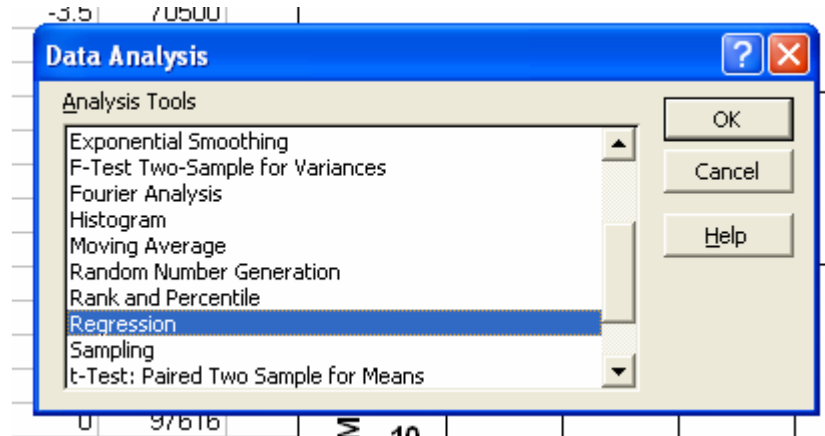 -3.5 70500
Data Analysis
Analysis Tools
Exponential Smoothing
F-Test Two-Sample for Variances
Fourier Analysis
Histogram
Moving Average
Random Number Generation
Rank and Percentile
Regression
Sampling
t-Test: Paired Two Sample for Means
OK
Cancel
Help
0 97616
M
10